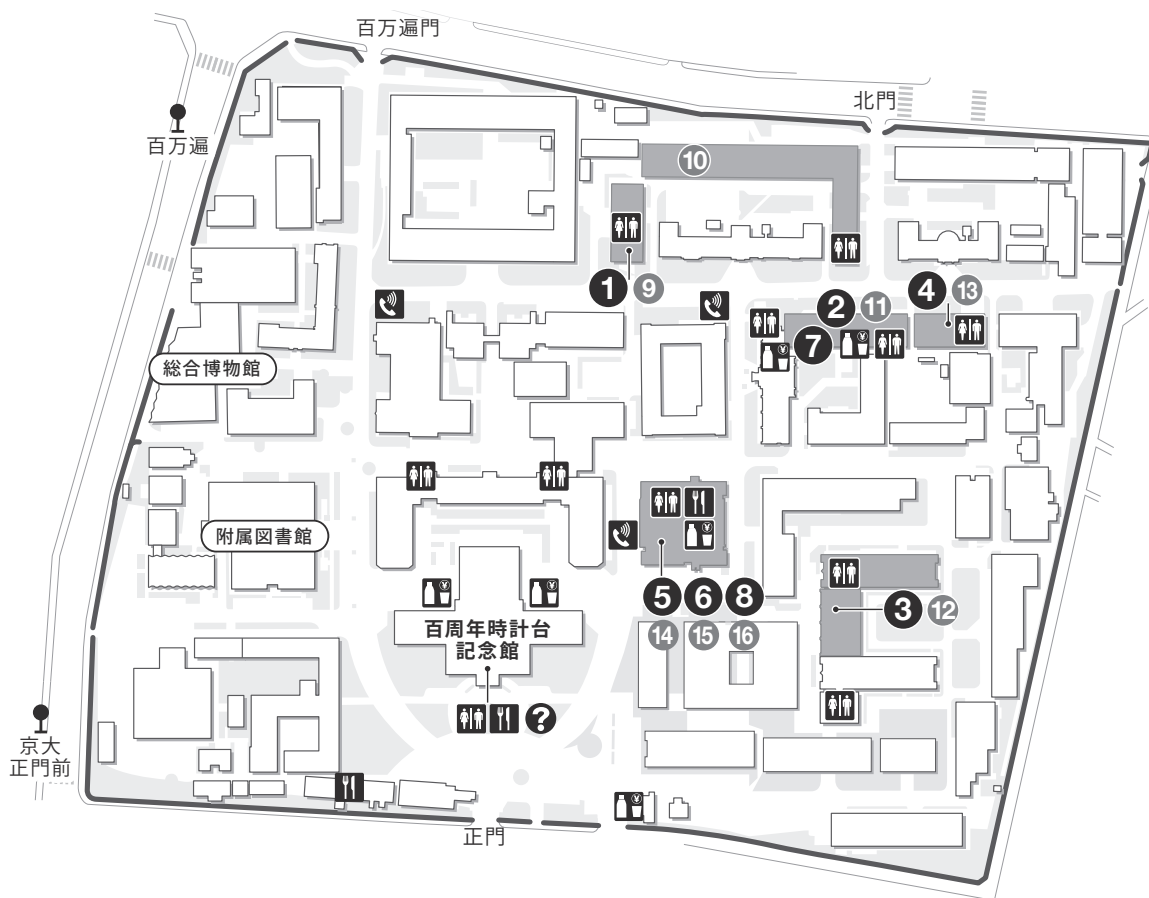 百万遍門
北門
百万遍
10
1 9
2 11
4 13
7
総合博物館
附属図書館
5 6 8
14 15 16
3 12
百周年時計台
記念館
?
京大
正門前
正門